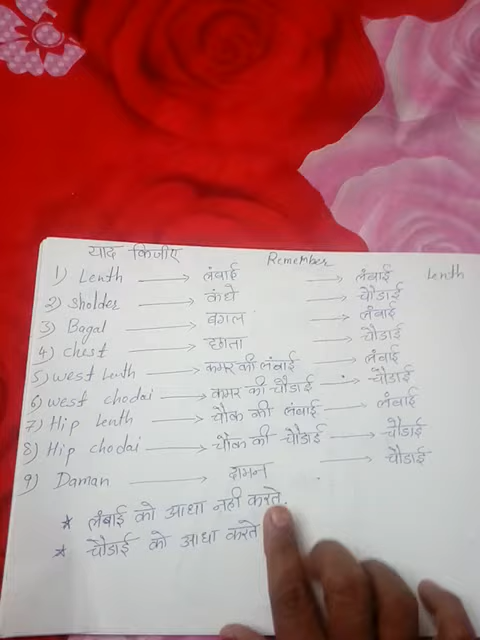 याद किजीए Remember
1) Lenth → लंबाई → लंबाई Lenth
2) Sholder → कंधे → चौडाई
3) Bagal → बगल → लंबाई
4) chest → छाता → चौडाई
5) west Lenth → कमर की लंबाई → लंबाई
6) west chodai → कमर की चौडाई → चौडाई
7) Hip Lenth → चौक की लंबाई → लंबाई
8) Hip chodai → चौक की चौडाई → चौडाई
9) Daman → दामन → चौडाई
★ लंबाई को आधा नही करते.
★ चौडाई को आधा करते